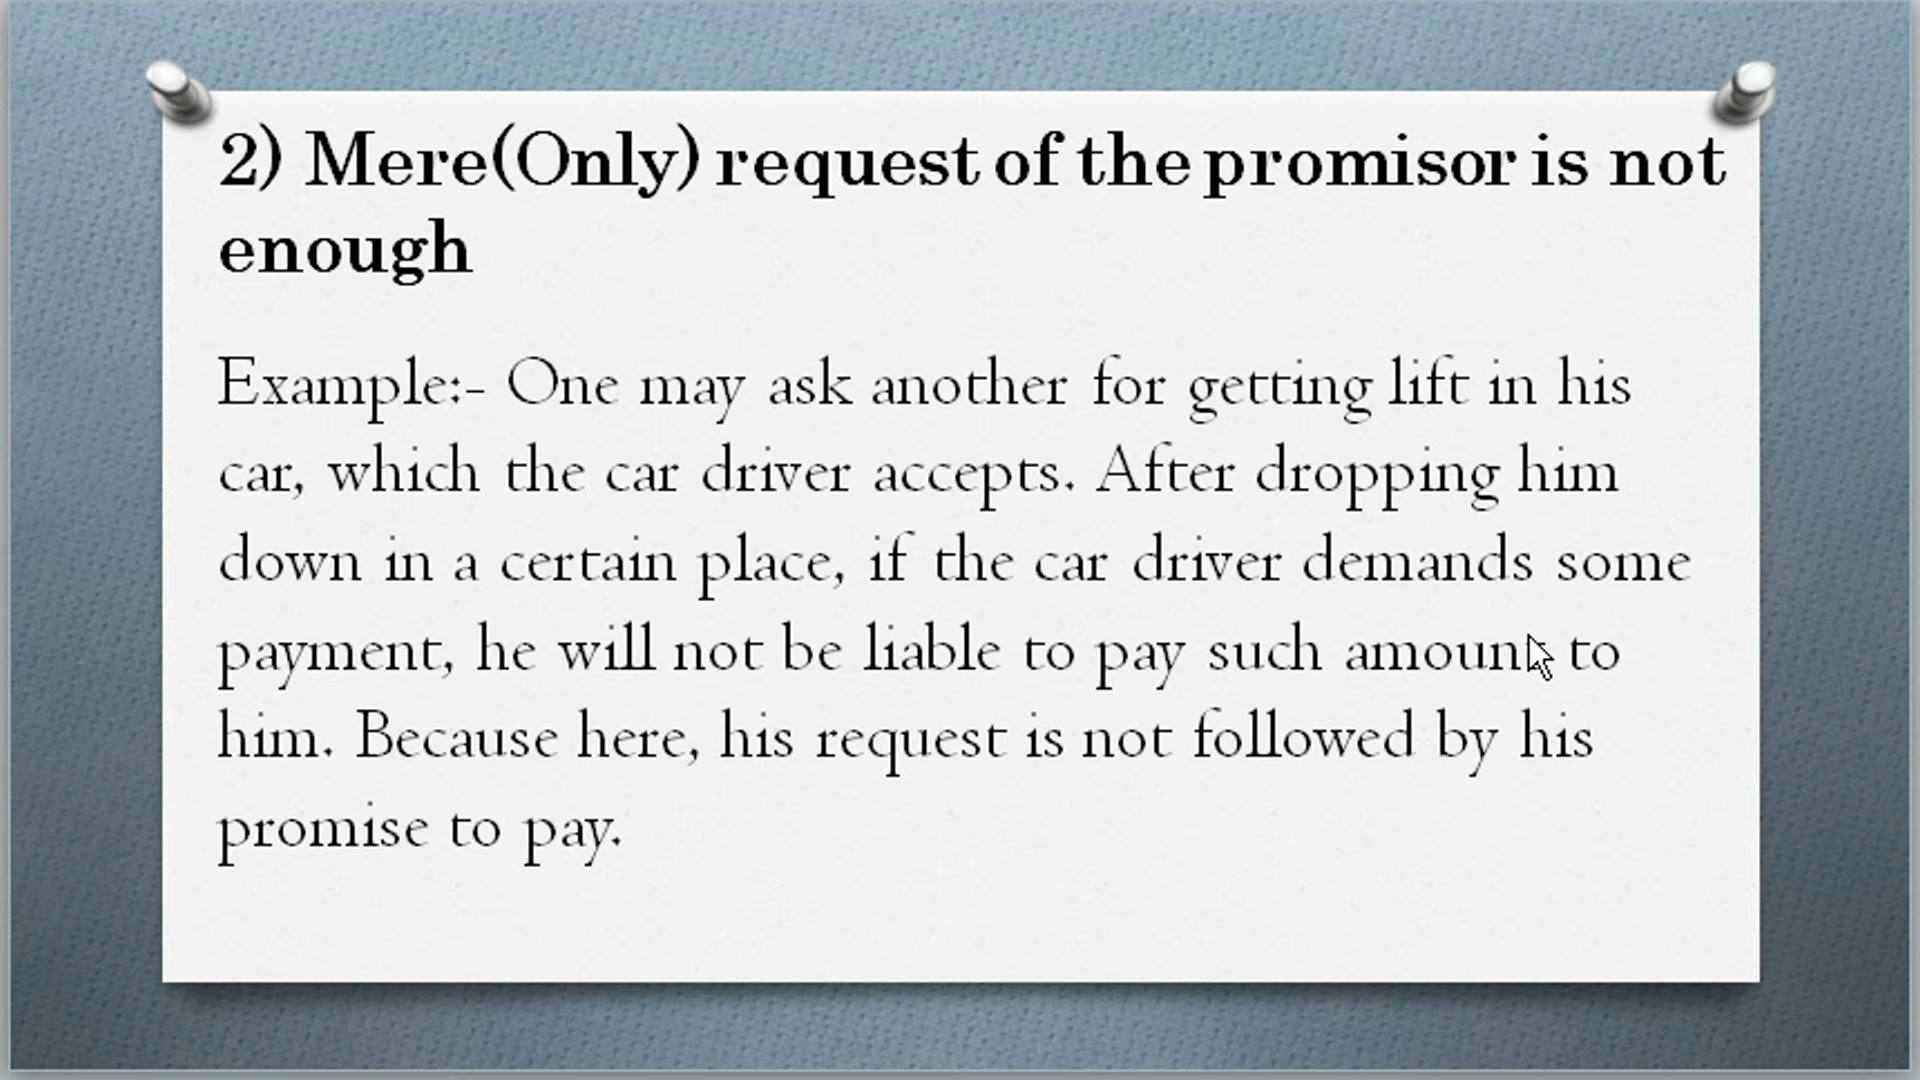 2) Mere(Only) request of the promisor is not
enough
Example:- One may ask another for getting lift in his
car, which the car driver accepts. After dropping him
down in a certain place, if the car driver demands some
payment, he will not be liable to pay such amount to
him. Because here, his request is not followed by his
promise to pay.